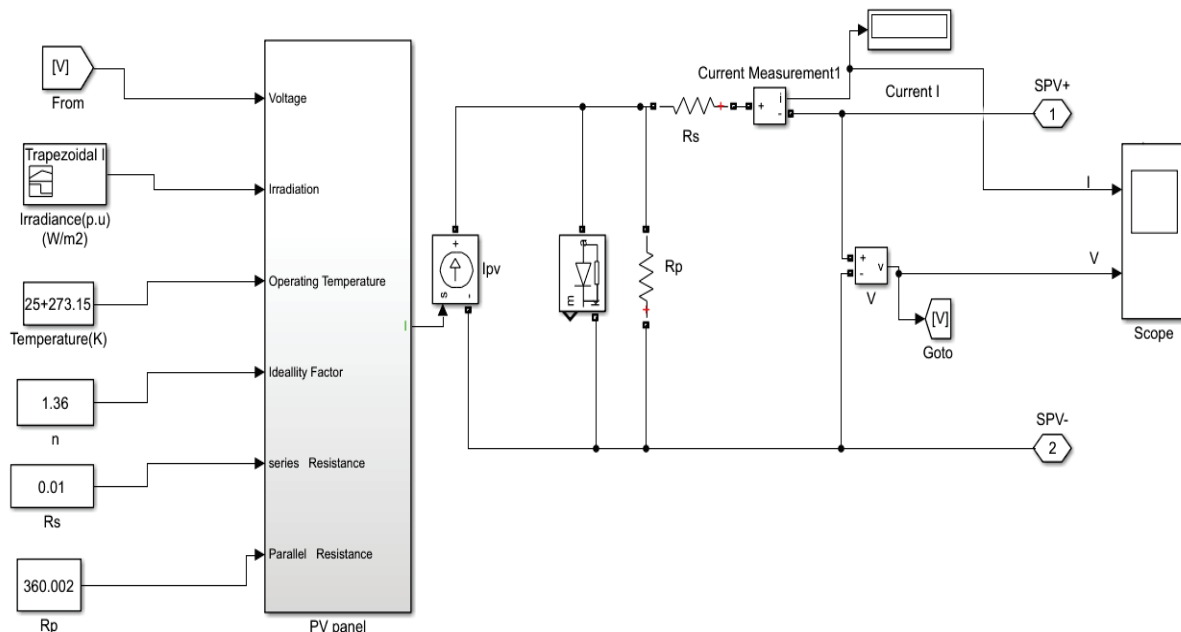 [V]
From
Trapezoidal I
Irradiance(p.u)
(W/m2)
25+273.15
Temperature(K)
1.36
n
0.01
Rs
360.002
Rp
Voltage
Irradiation
Operating Temperature
Ideallity Factor
series Resistance
Parallel Resistance
I
PV panel
+
s
-
Ipv
a
m
k
Rp
+
Rs
+
Current Measurement1
+
i
-
Current I
SPV+
1
+
-
v
V
[V]
Goto
SPV-
2
I
V
Scope